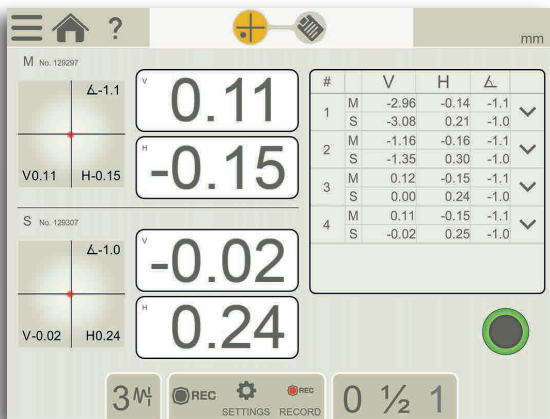 ?
mm
M No. 129297
∡-1.1
V0.11 H-0.15
V 0.11
H -0.15
S No. 129307
∡-1.0
V-0.02 H0.24
V -0.02
H 0.24
# V H ∡
1 M -2.96 -0.14 -1.1
S -3.08 0.21 -1.0
2 M -1.16 -0.16 -1.1
S -1.35 0.30 -1.0
3 M 0.12 -0.15 -1.1
S 0.00 0.24 -1.0
4 M 0.11 -0.15 -1.1
S -0.02 0.25 -1.0
3
REC
SETTINGS
REC
RECORD
0 ½ 1